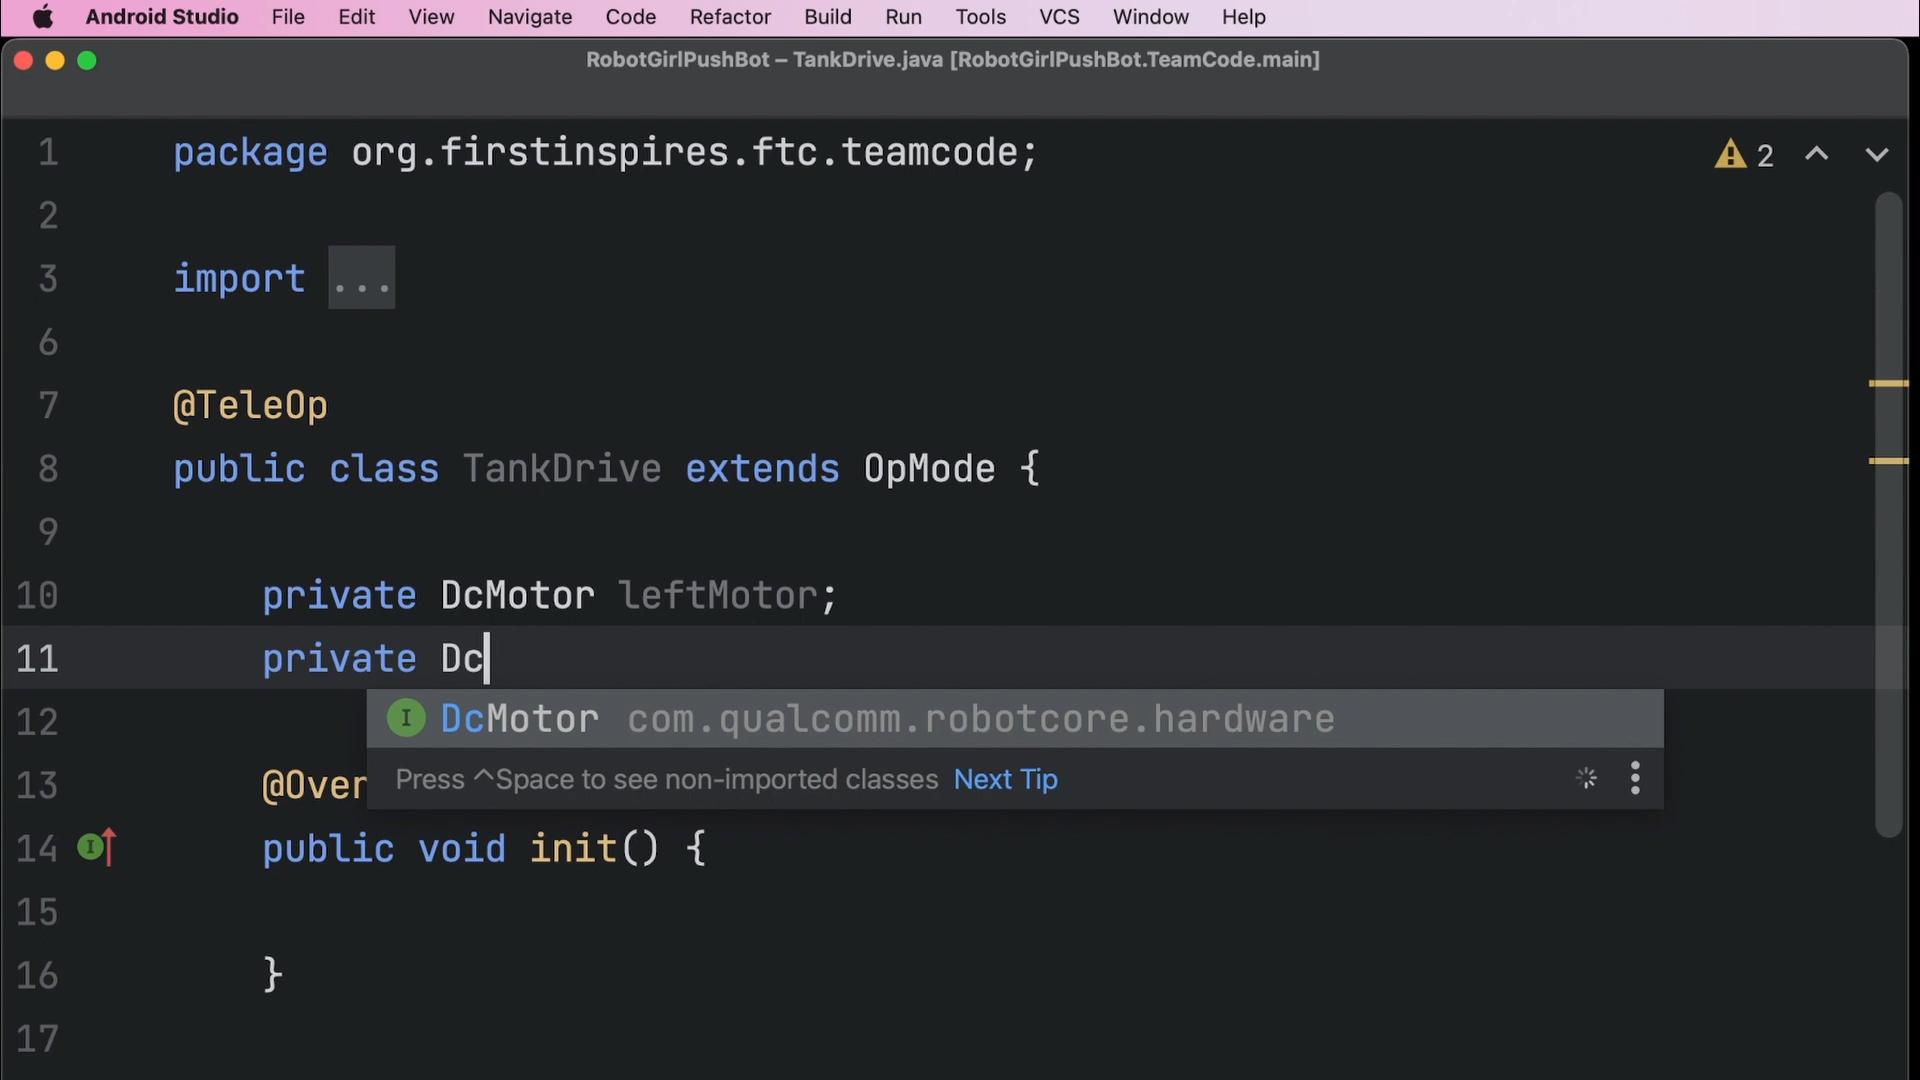 Android Studio File Edit View Navigate Code Refactor Build Run Tools VCS Window Help
RobotGirlPushBot – TankDrive.java [RobotGirlPushBot.TeamCode.main]
1 package org.firstinspires.ftc.teamcode; 2
2
3 import ...
6
7 @TeleOp
8 public class TankDrive extends OpMode {
9
10 private DcMotor leftMotor;
11 private Dc
12 I DcMotor com.qualcomm.robotcore.hardware
13 @Over Press ^Space to see non-imported classes Next Tip
14 I public void init() {
15
16 }
17